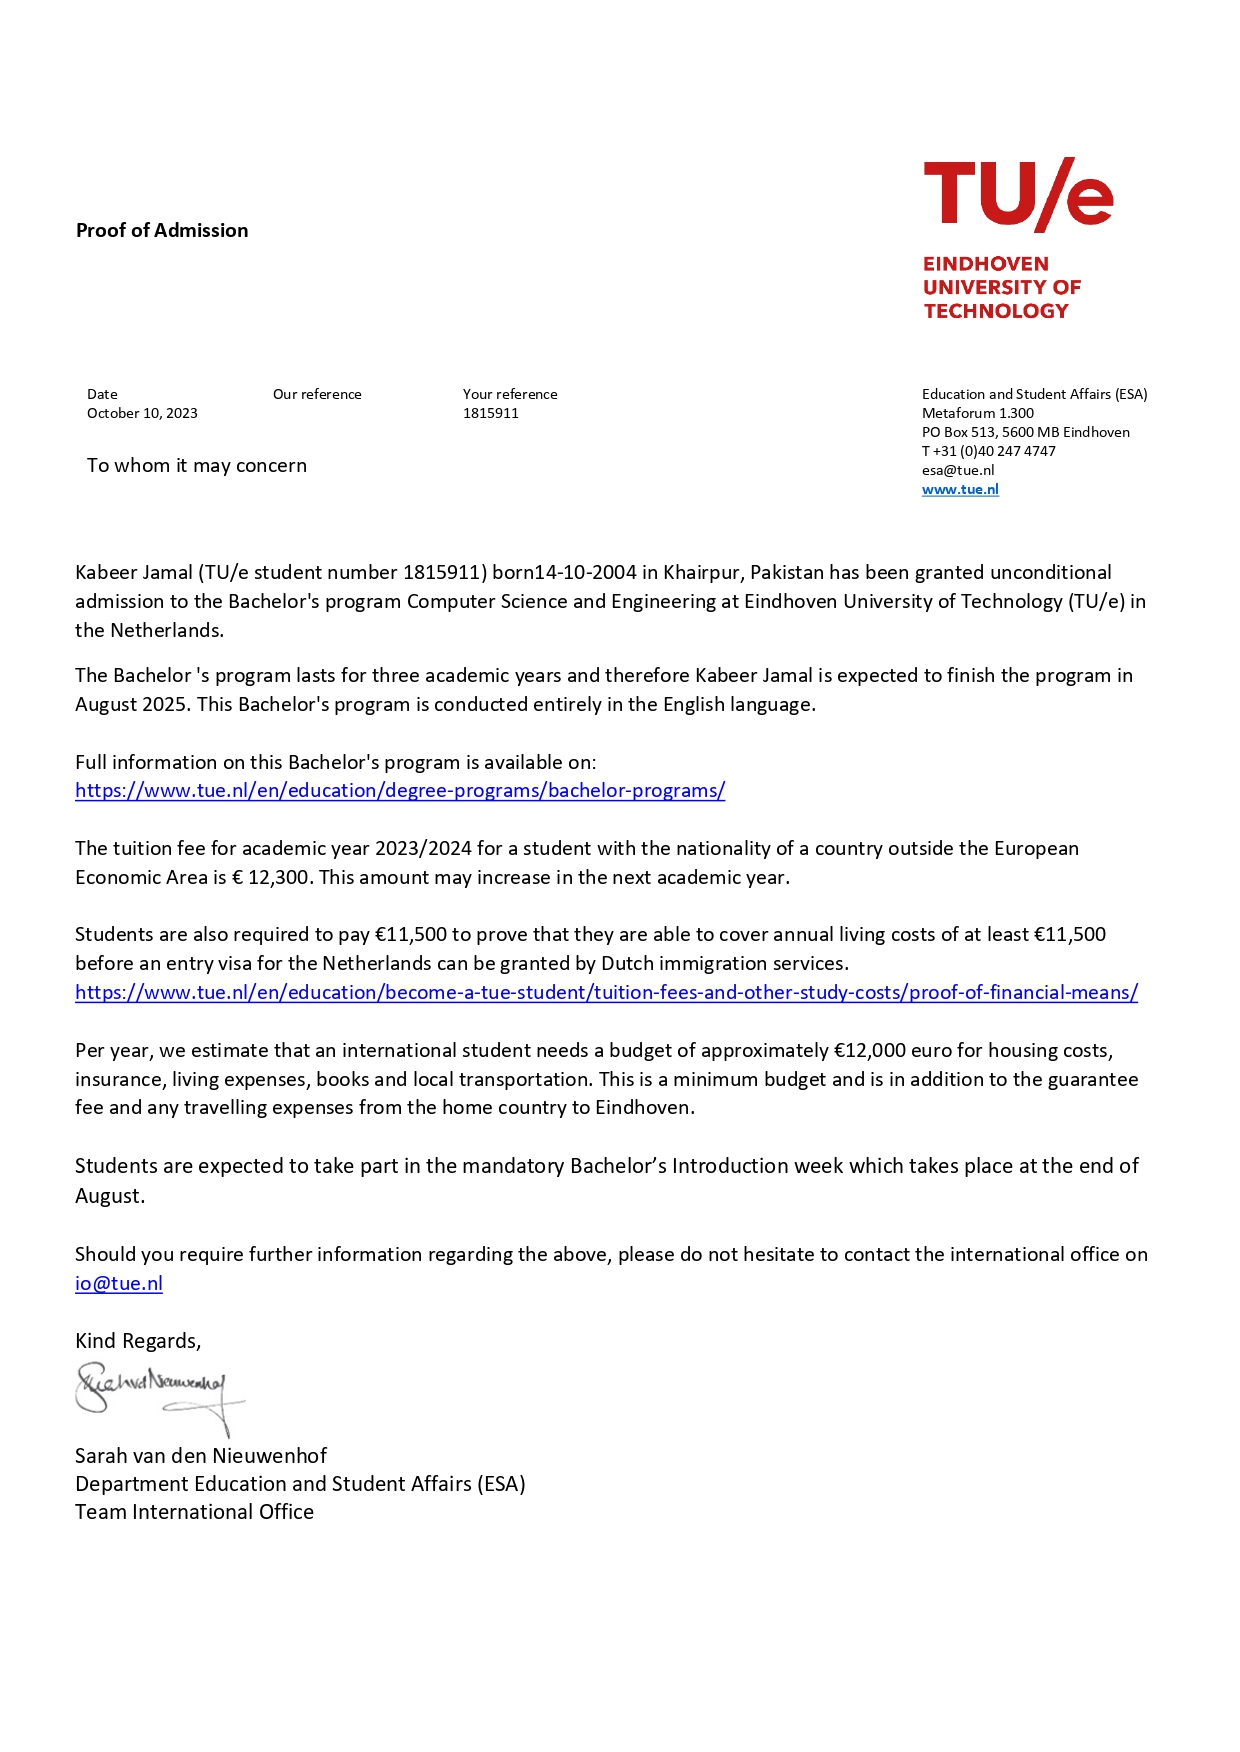 TU/e
Proof of Admission
EINDHOVEN
UNIVERSITY OF
TECHNOLOGY
Date
October 10, 2023
Our reference
Your reference
1815911
Education and Student Affairs (ESA)
Metaforum 1.300
PO Box 513, 5600 MB Eindhoven
T +31 (0)40 247 4747
esa@tue.nl
www.tue.nl
To whom it may concern
Kabeer Jamal (TU/e student number 1815911) born14-10-2004 in Khairpur, Pakistan has been granted unconditional
admission to the Bachelor's program Computer Science and Engineering at Eindhoven University of Technology (TU/e) in
the Netherlands.
The Bachelor 's program lasts for three academic years and therefore Kabeer Jamal is expected to finish the program in
August 2025. This Bachelor's program is conducted entirely in the English language.
Full information on this Bachelor's program is available on:
https://www.tue.nl/en/education/degree-programs/bachelor-programs/
The tuition fee for academic year 2023/2024 for a student with the nationality of a country outside the European
Economic Area is € 12,300. This amount may increase in the next academic year.
Students are also required to pay €11,500 to prove that they are able to cover annual living costs of at least €11,500
before an entry visa for the Netherlands can be granted by Dutch immigration services.
https://www.tue.nl/en/education/become-a-tue-student/tuition-fees-and-other-study-costs/proof-of-financial-means/
Per year, we estimate that an international student needs a budget of approximately €12,000 euro for housing costs,
insurance, living expenses, books and local transportation. This is a minimum budget and is in addition to the guarantee
fee and any travelling expenses from the home country to Eindhoven.
Students are expected to take part in the mandatory Bachelor’s Introduction week which takes place at the end of
August.
Should you require further information regarding the above, please do not hesitate to contact the international office on
io@tue.nl
Kind Regards,
Sarah van den Nieuwenhof
Department Education and Student Affairs (ESA)
Team International Office